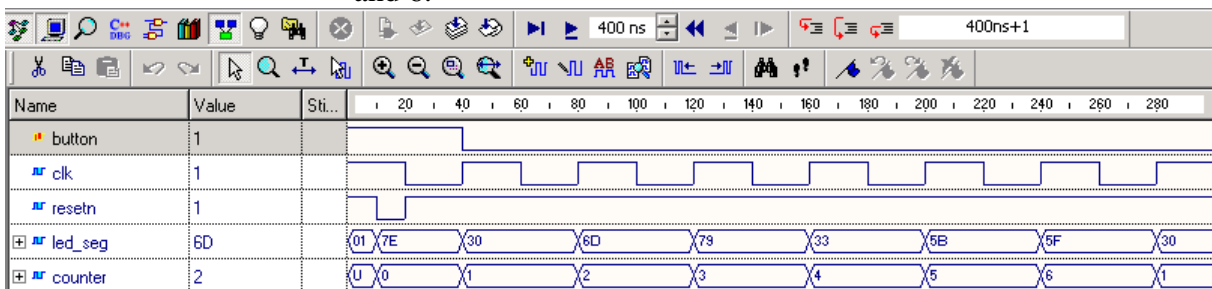 and 6.
C++ DBG 400 ns 400ns+1
AB
Name Value Sti... 20 40 60 80 100 120 140 160 180 200 220 240 260 280
button 1
clk 1
resetn 1
led_seg 6D 01 7E 30 6D 79 33 5B 5F 30
counter 2 U 0 1 2 3 4 5 6 1